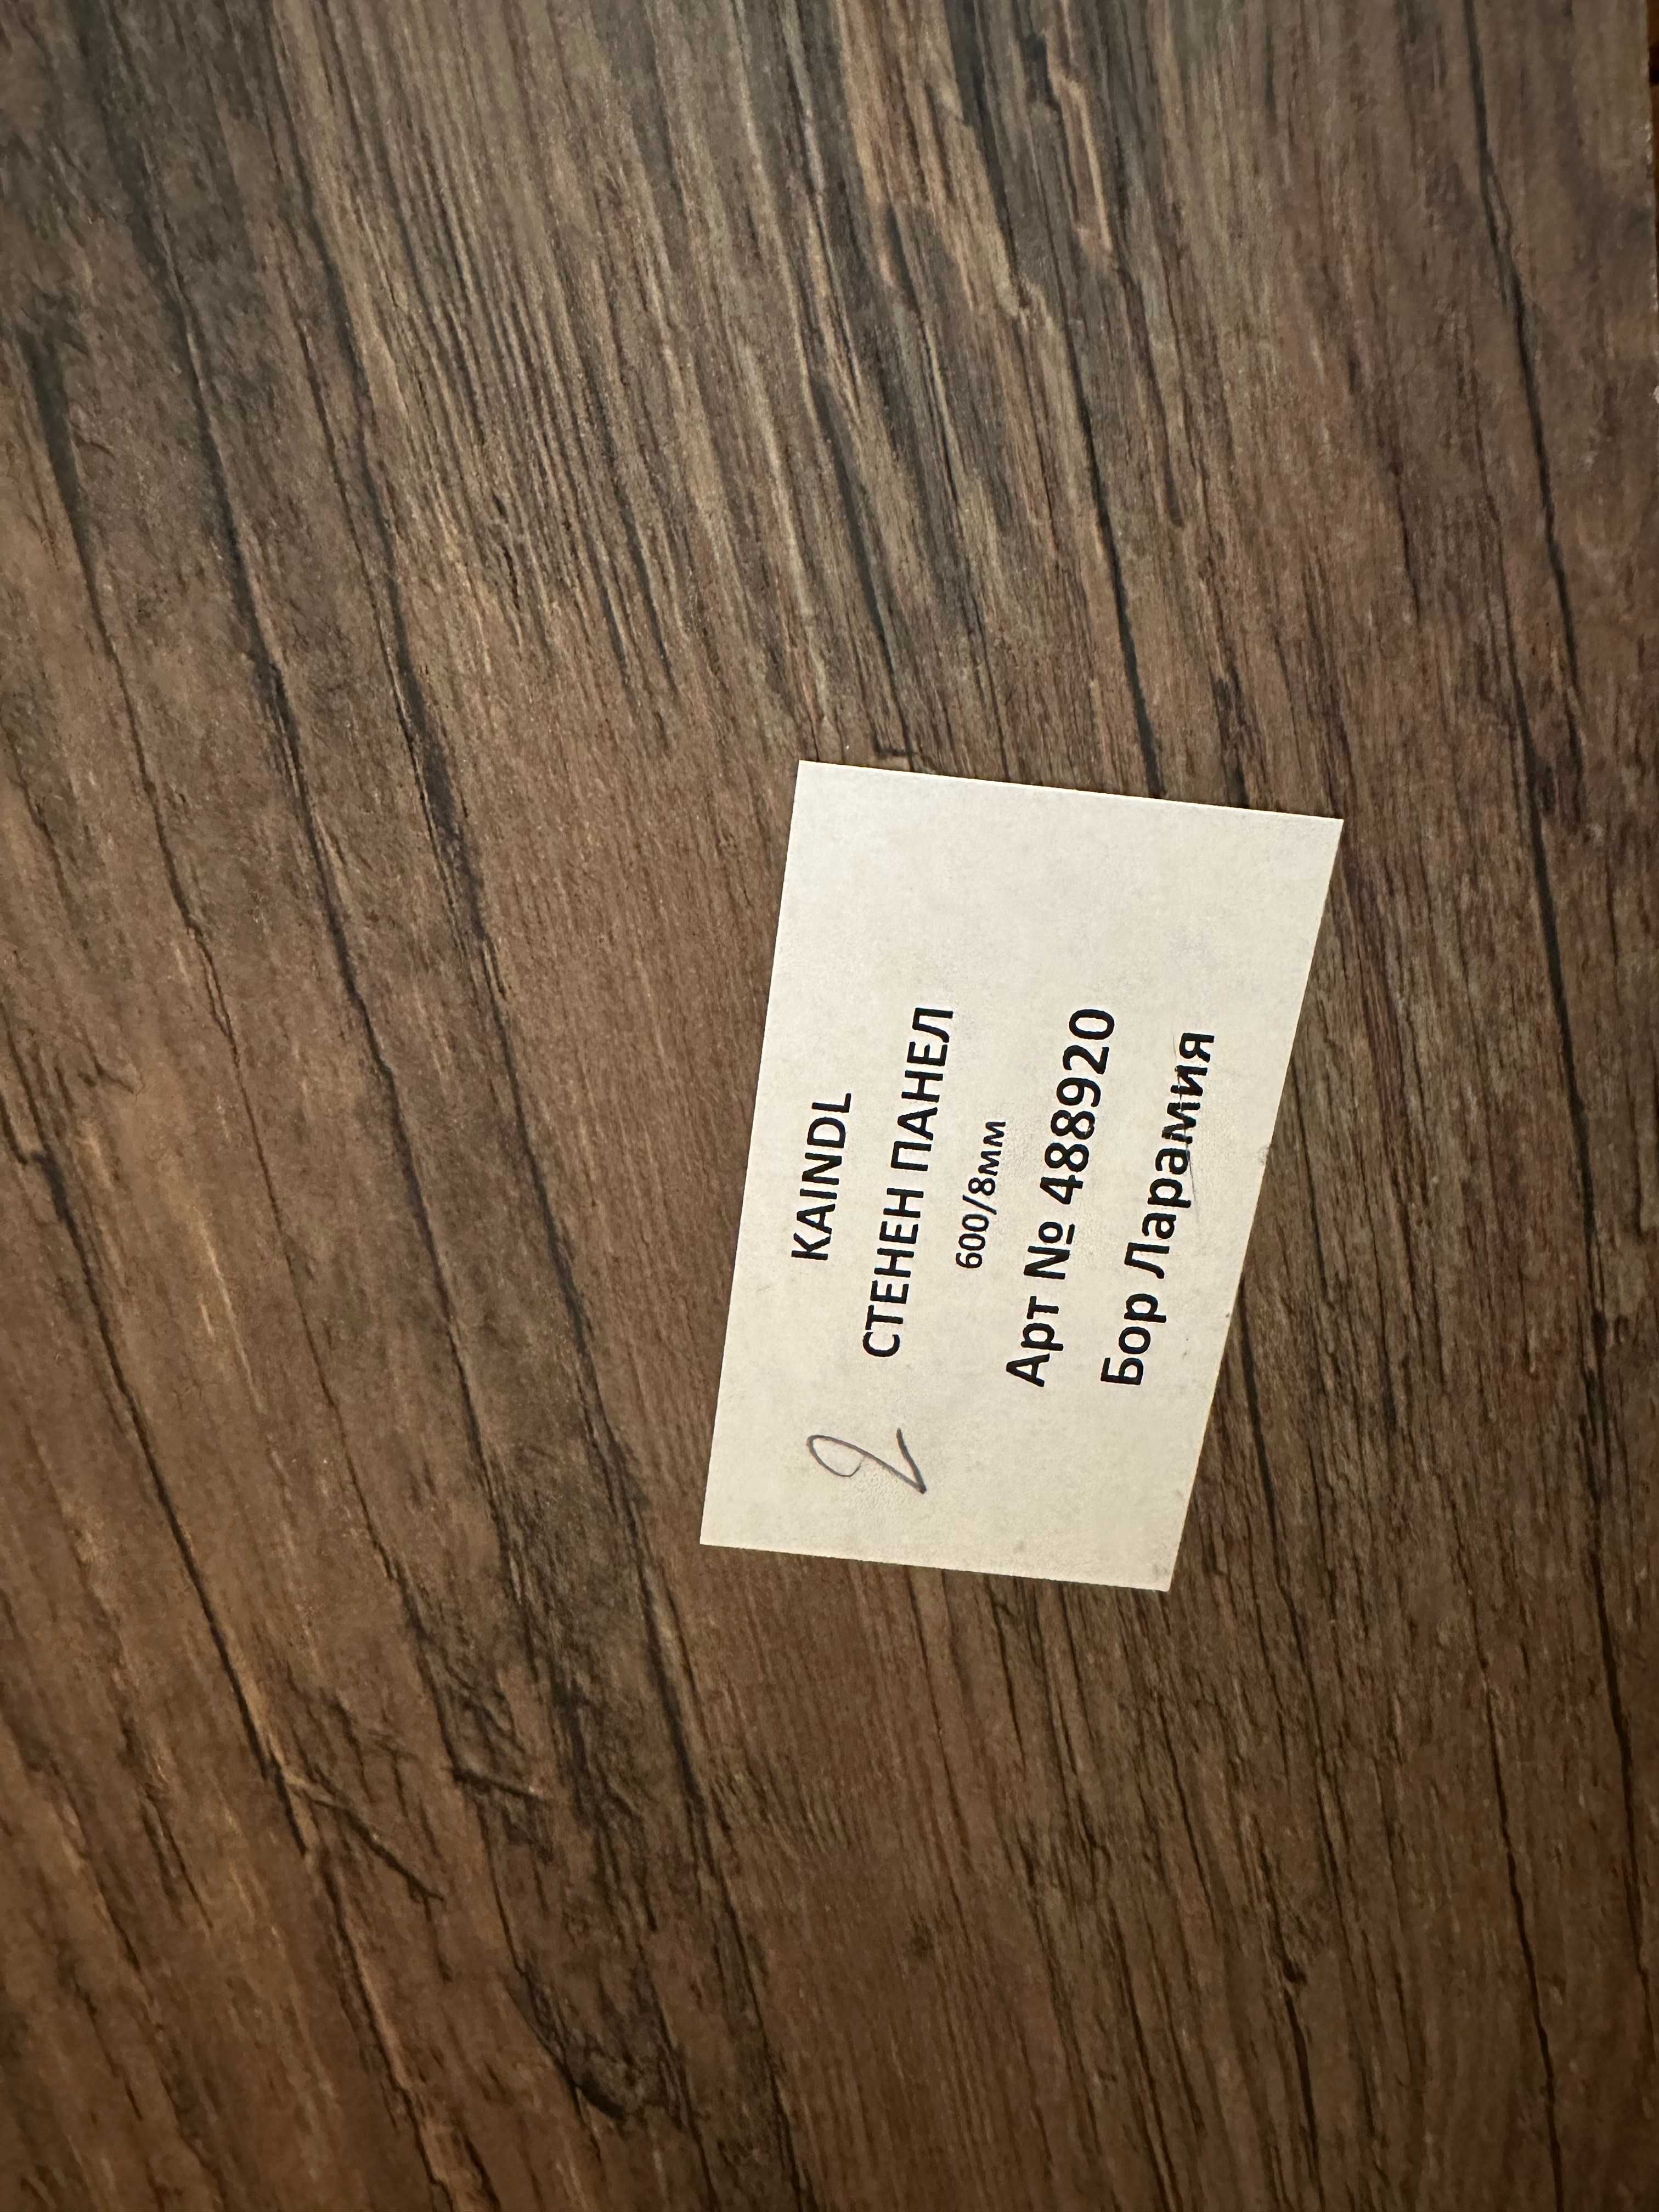 KAINDL
2 СТЕНЕН ПАНЕЛ
600/8мм
Арт № 488920
Бор Ларамия